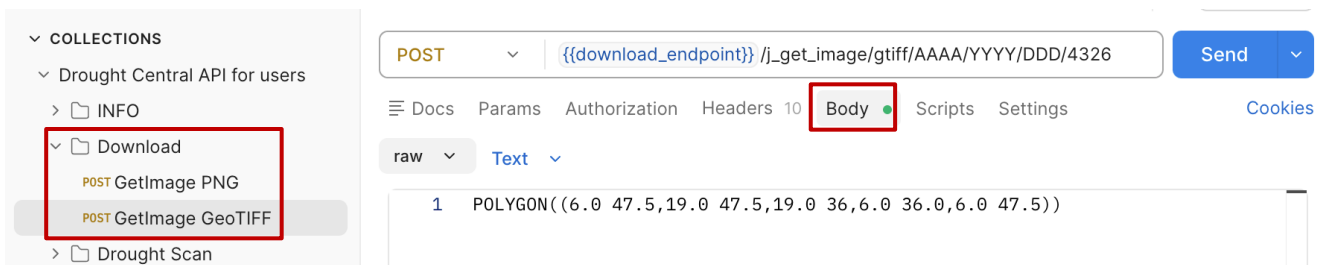 COLLECTIONS
Drought Central API for users
INFO
Download
POST GetImage PNG
POST GetImage GeoTIFF
Drought Scan
POST {{download_endpoint}} /j_get_image/gtiff/AAAA/YYYY/DDD/4326 Send
Docs Params Authorization Headers 10 Body Scripts Settings Cookies
raw Text
1 POLYGON((6.0 47.5,19.0 47.5,19.0 36,6.0 36.0,6.0 47.5))